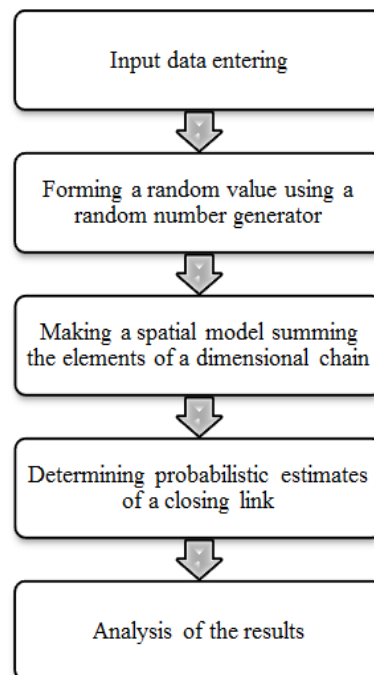 Input data entering
Forming a random value using a
random number generator
Making a spatial model summing
the elements of a dimensional chain
Determining probabilistic estimates
of a closing link
Analysis of the results